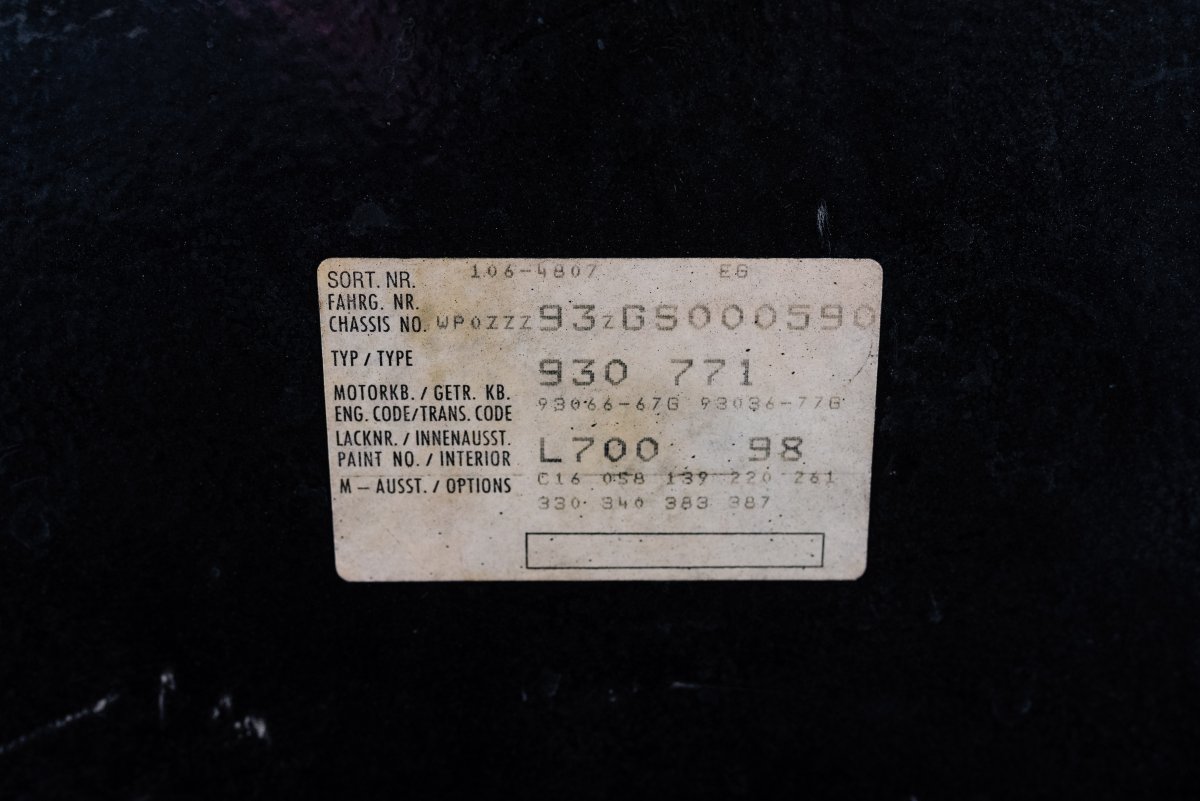 SORT. NR. 106-4807 EG
FAHRG. NR.
CHASSIS NO. WP0ZZZ93ZGS000590
TYP / TYPE 930 771
MOTORKB. / GETR. KB.
ENG. CODE/TRANS. CODE 93066-67G 93036-77G
LACKNR. / INNENAUSST.
PAINT NO. / INTERIOR L700 98
M – AUSST. / OPTIONS C16 058 139 220 261
330 340 383 387